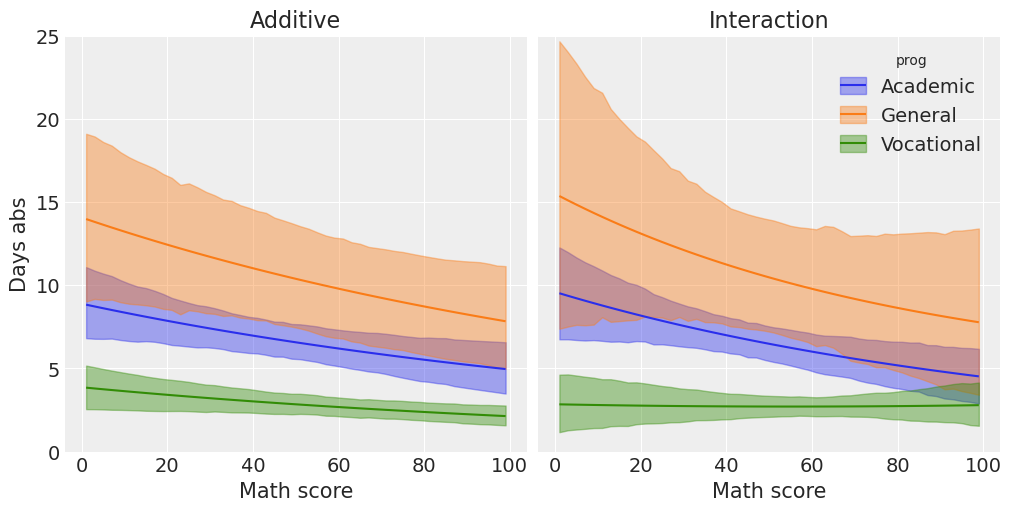 Additive
Interaction
25
20
15
10
5
0
Days abs
0 20 40 60 80 100
0 20 40 60 80 100
Math score
Math score
prog
Academic
General
Vocational